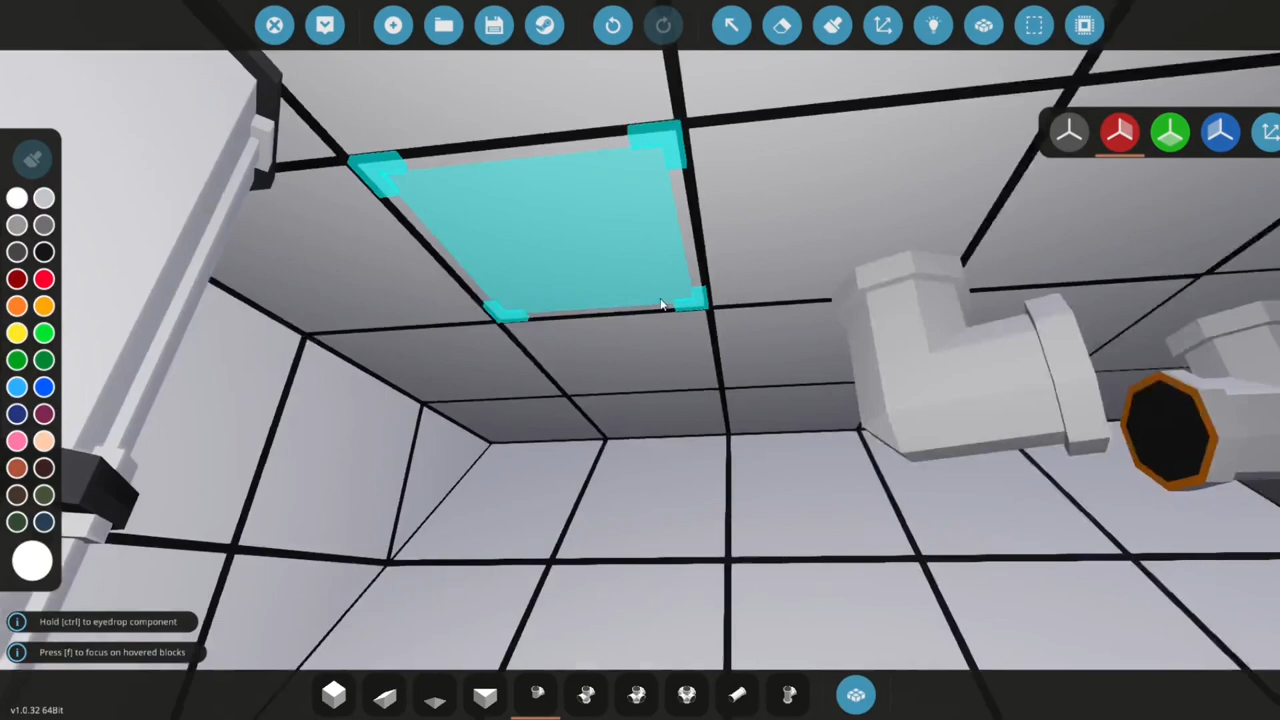 Hold [ctrl] to eyedrop component
Press [f] to focus on hovered blocks
v1.0.32 64Bit